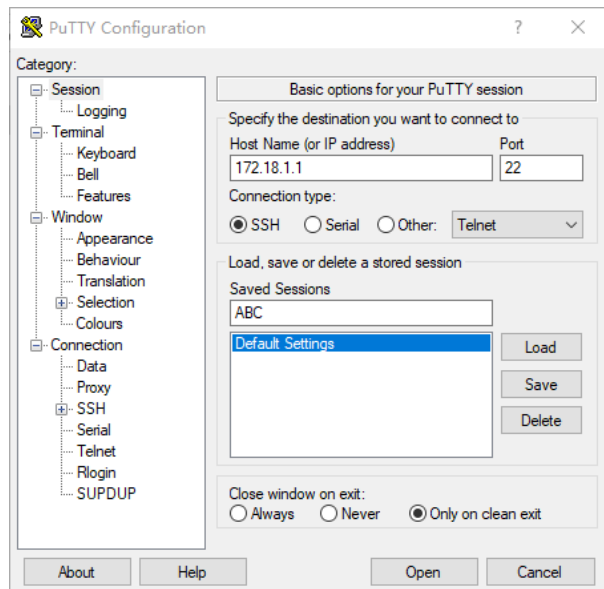 PuTTY Configuration
?
Category:
Session
Logging
Terminal
Keyboard
Bell
Features
Window
Appearance
Behaviour
Translation
Selection
Colours
Connection
Data
Proxy
SSH
Serial
Telnet
Rlogin
SUPDUP
Basic options for your PuTTY session
Specify the destination you want to connect to
Host Name (or IP address) Port
172.18.1.1 22
Connection type:
SSH Serial Other: Telnet
Load, save or delete a stored session
Saved Sessions
ABC
Default Settings
Load
Save
Delete
Close window on exit:
Always Never Only on clean exit
About Help Open Cancel